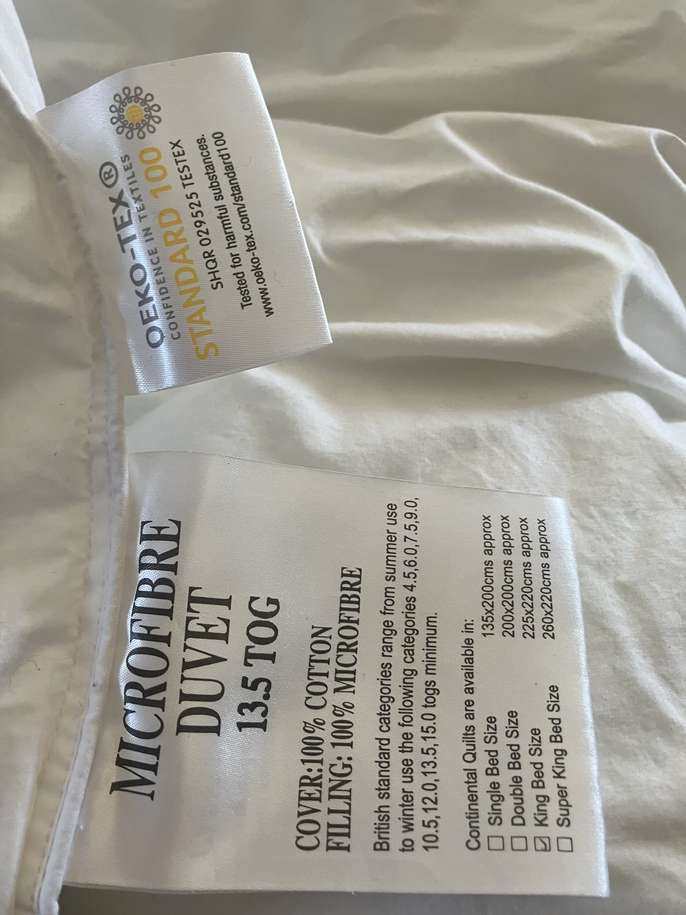 OEKO-TEX®
CONFIDENCE IN TEXTILES
STANDARD 100
SHQR 029525 TESTEX
Tested for harmful substances.
www.oeko-tex.com/standard100
MICROFIBRE
DUVET
13.5 TOG
COVER:100% COTTON
FILLING: 100% MICROFIBRE
British standard categories range from summer use
to winter use the following categories 4.5,6.0,7.5,9.0,
10.5,12.0,13.5,15.0 togs minimum.
Continental Quilts are available in:
☐ Single Bed Size 135x200cms approx
☐ Double Bed Size 200x200cms approx
☑ King Bed Size 225x220cms approx
☐ Super King Bed Size 260x220cms approx